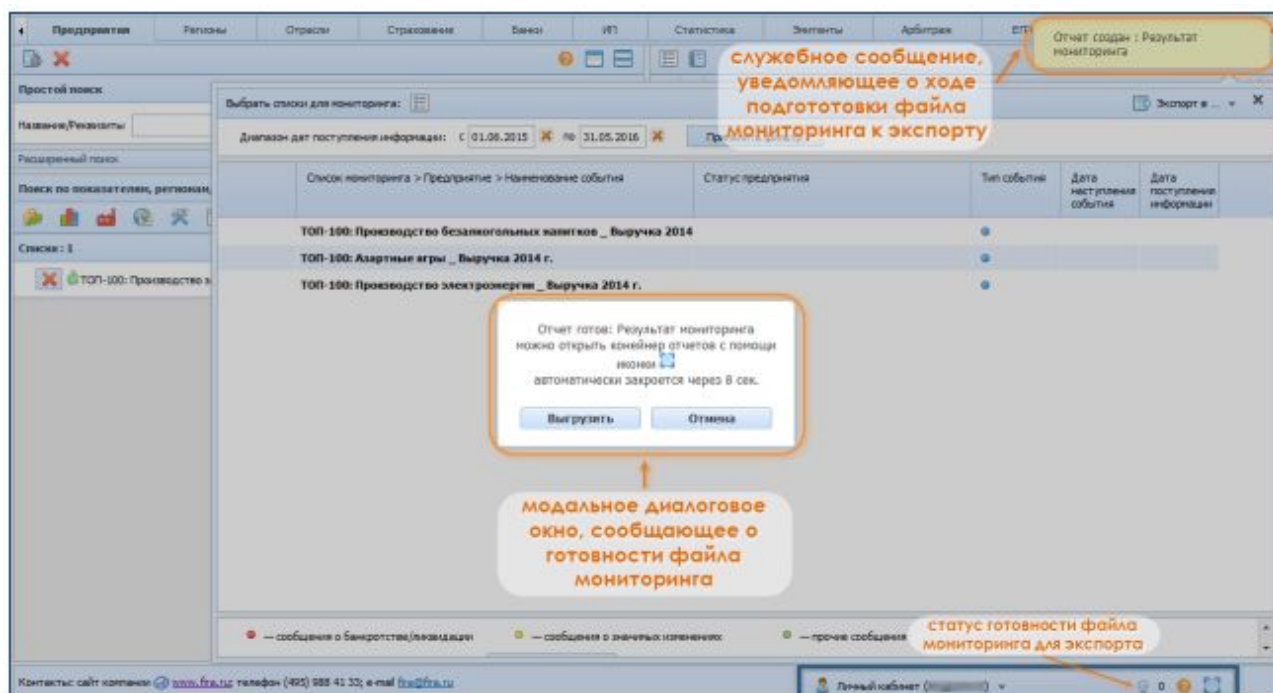 Предприятия Регионы Отрасли Страхование Банки ИП Статистика Эмитенты Арбитраж
Отчет создан : Результат
мониторинга
служебное сообщение,
уведомляющее о ходе
подгототовки файла
мониторинга к экспорту
Простой поиск
Название/Реквизиты
Расширенный поиск
Поиск по показателям, регионам,
Списки : 1
ТОП-100: Производство э
Выбрать списки для мониторинга:
Экспорт в ...
Диапазон дат поступления информации: С 01.06.2015 по 31.05.2016
Список мониторинга > Предприятие > Наименование события Статус предприятия Тип события Дата наступления события Дата поступления информации
ТОП-100: Производство безалкогольных напитков _ Выручка 2014
ТОП-100: Азартные игры _ Выручка 2014 г.
ТОП-100: Производство электроэнергии _ Выручка 2014 г.
Отчет готов: Результат мониторинга
можно открыть конейнер отчетов с помощи
иконки
автоматически закроется через 8 сек.
Выгрузить Отмена
модальное диалоговое
окно, сообщающее о
готовности файла
мониторинга
— сообщения о банкротстве/ликвидации — сообщения о значимых изменениях — прочие сообщения
статус готовности файла
мониторинга для экспорта
Контакты: сайт компании www.fira.ru; телефон (495) 988 41 33; e-mail fira@fira.ru
Личный кабинет ( ) 0